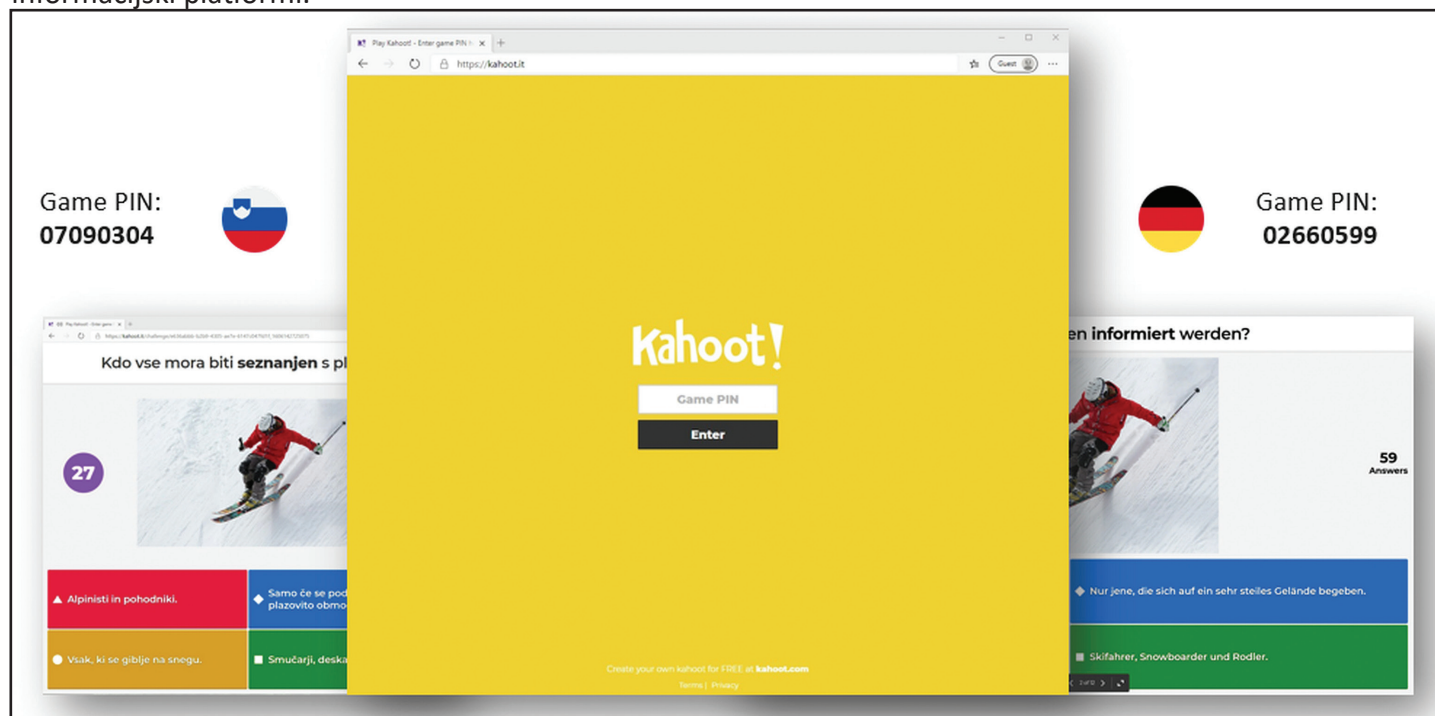 informacijski platformi.
Play Kahoot! - Enter game PIN
https://kahoot.it
Guest
Game PIN:
07090304
Game PIN:
02660599
Kahoot!
Game PIN
Enter
Create your own kahoot for FREE at kahoot.com
Terms | Privacy
Kdo vse mora biti seznanjen s pl
27
Alpinisti in pohodniki.
Samo če se pod
plazovito obmo
Vsak, ki se giblje na snegu.
Smučarji, deska
en informiert werden?
59
Answers
Nur jene, die sich auf ein sehr steiles Gelände begeben.
Skifahrer, Snowboarder und Rodler.
2 of 12